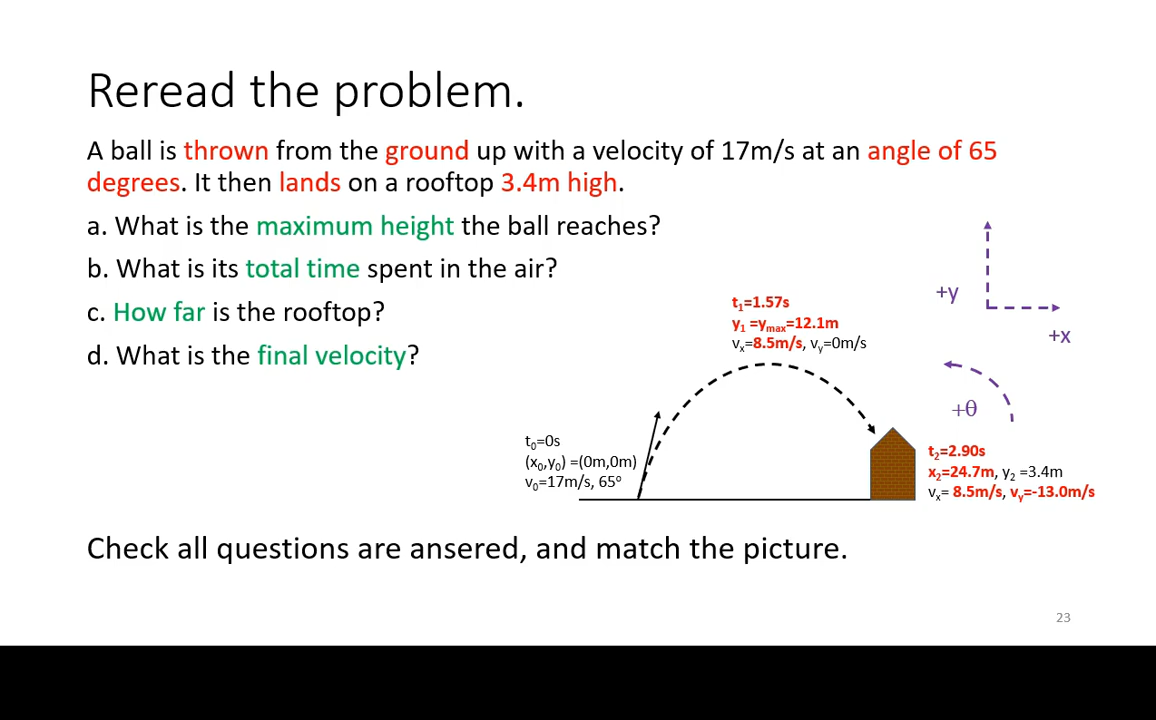 Reread the problem.
A ball is thrown from the ground up with a velocity of 17m/s at an angle of 65
degrees. It then lands on a rooftop 3.4m high.
a. What is the maximum height the ball reaches?
b. What is its total time spent in the air?
c. How far is the rooftop?
d. What is the final velocity?
t₁=1.57s
y₁ =yₘₐₓ=12.1m
vₓ=8.5m/s, vᵧ=0m/s
+y
+x
+θ
t₀=0s
(x₀,y₀) =(0m,0m)
v₀=17m/s, 65º
t₂=2.90s
x₂=24.7m, y₂ =3.4m
vₓ= 8.5m/s, vᵧ=-13.0m/s
Check all questions are ansered, and match the picture.
23